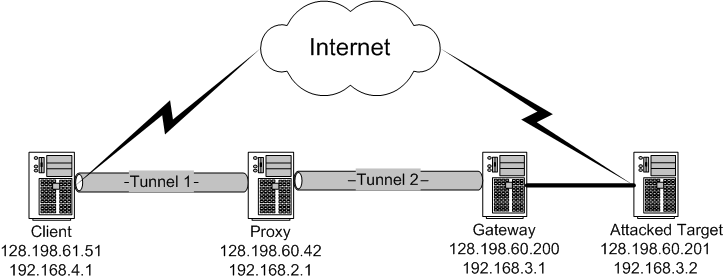 Internet
Tunnel 1
Tunnel 2
Client
128.198.61.51
192.168.4.1
Proxy
128.198.60.42
192.168.2.1
Gateway
128.198.60.200
192.168.3.1
Attacked Target
128.198.60.201
192.168.3.2